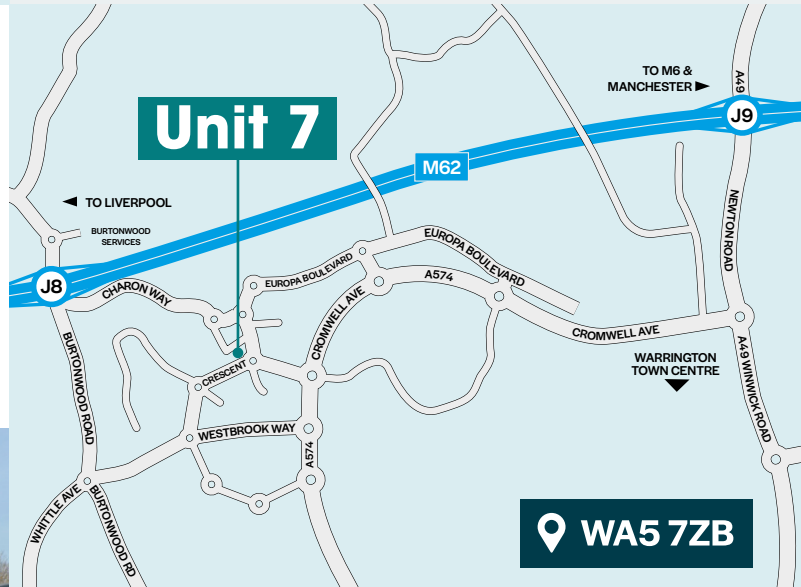 TO M6 &
MANCHESTER
A49
J9
Unit 7
M62
TO LIVERPOOL
BURTONWOOD
SERVICES
NEWTON ROAD
EUROPA BOULEVARD
EUROPA BOULEVARD
A574
J8
CHARON WAY
CROMWELL AVE
CROMWELL AVE
BURTONWOOD ROAD
CRESCENT
WARRINGTON
TOWN CENTRE
A49 WINWICK ROAD
WESTBROOK WAY
A574
WHITTLE AVE
BURTONWOOD RD
WA5 7ZB